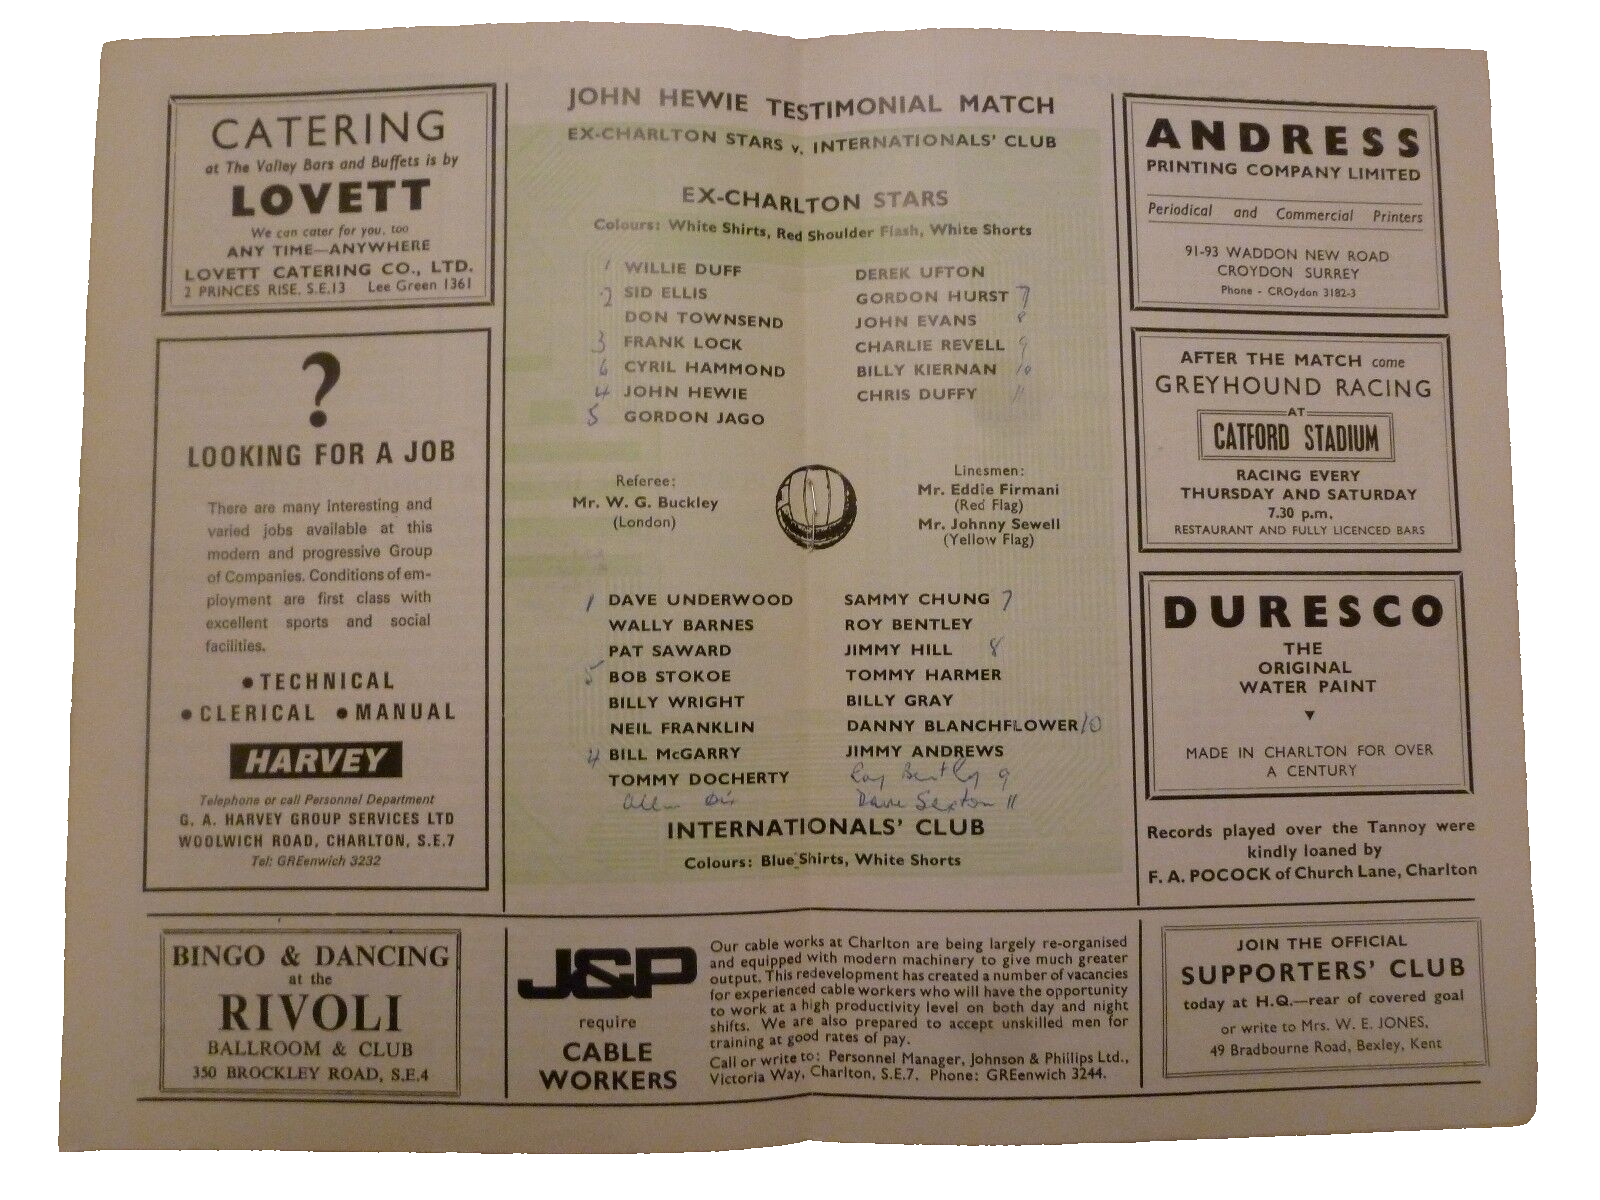 CATERING
at The Valley Bars and Buffets is by
LOVETT
We can cater for you, too
ANY TIME—ANYWHERE
LOVETT CATERING CO., LTD.
2 PRINCES RISE, S.E.13 Lee Green 1361
?
LOOKING FOR A JOB
There are many interesting and
varied jobs available at this
modern and progressive Group
of Companies. Conditions of em-
ployment are first class with
excellent sports and social
facilities.
● TECHNICAL
● CLERICAL ● MANUAL
HARVEY
Telephone or call Personnel Department
G. A. HARVEY GROUP SERVICES LTD
WOOLWICH ROAD, CHARLTON, S.E.7
Tel: GREenwich 3232
JOHN HEWIE TESTIMONIAL MATCH
EX-CHARLTON STARS v. INTERNATIONALS' CLUB
EX-CHARLTON STARS
Colours: White Shirts, Red Shoulder Flash, White Shorts
1 WILLIE DUFF
2 SID ELLIS
DON TOWNSEND
3 FRANK LOCK
6 CYRIL HAMMOND
4 JOHN HEWIE
5 GORDON JAGO
DEREK UFTON
GORDON HURST 7
JOHN EVANS 8
CHARLIE REVELL 9
BILLY KIERNAN 10
CHRIS DUFFY 11
Referee:
Mr. W. G. Buckley
(London)
Linesmen:
Mr. Eddie Firmani
(Red Flag)
Mr. Johnny Sewell
(Yellow Flag)
1 DAVE UNDERWOOD
WALLY BARNES
PAT SAWARD
5 BOB STOKOE
BILLY WRIGHT
NEIL FRANKLIN
4 BILL McGARRY
TOMMY DOCHERTY
SAMMY CHUNG 7
ROY BENTLEY
JIMMY HILL 8
TOMMY HARMER
BILLY GRAY
DANNY BLANCHFLOWER 10
JIMMY ANDREWS
Roy Bentley 9
Dave Sexton 11
INTERNATIONALS' CLUB
Colours: Blue Shirts, White Shorts
ANDRESS
PRINTING COMPANY LIMITED
Periodical and Commercial Printers
91-93 WADDON NEW ROAD
CROYDON SURREY
Phone - CROydon 3182-3
AFTER THE MATCH come
GREYHOUND RACING
AT
CATFORD STADIUM
RACING EVERY
THURSDAY AND SATURDAY
7.30 p.m.
RESTAURANT AND FULLY LICENCED BARS
DURESCO
THE
ORIGINAL
WATER PAINT
▼
MADE IN CHARLTON FOR OVER
A CENTURY
Records played over the Tannoy were
kindly loaned by
F. A. POCOCK of Church Lane, Charlton
BINGO & DANCING
at the
RIVOLI
BALLROOM & CLUB
350 BROCKLEY ROAD, S.E.4
J&P
require
CABLE
WORKERS
Our cable works at Charlton are being largely re-organised
and equipped with modern machinery to give much greater
output. This redevelopment has created a number of vacancies
for experienced cable workers who will have the opportunity
to work at a high productivity level on both day and night
shifts. We are also prepared to accept unskilled men for
training at good rates of pay.
Call or write to: Personnel Manager, Johnson & Phillips Ltd.,
Victoria Way, Charlton, S.E.7. Phone: GREenwich 3244.
JOIN THE OFFICIAL
SUPPORTERS' CLUB
today at H.Q.—rear of covered goal
or write to Mrs. W. E. JONES,
49 Bradbourne Road, Bexley, Kent